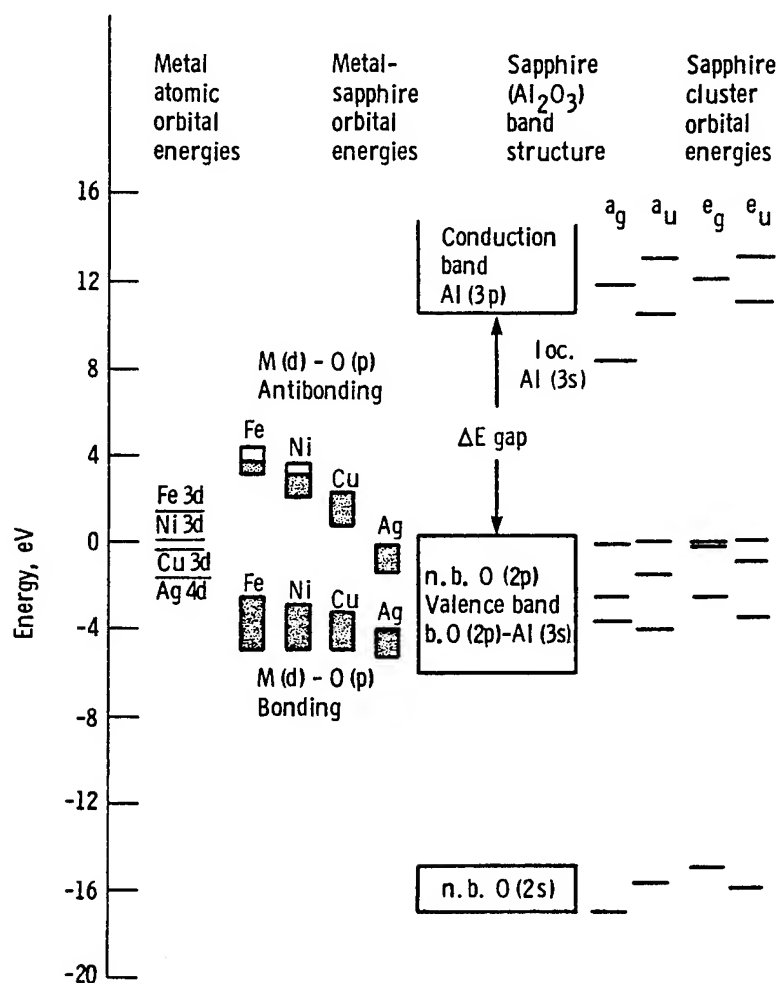 Metal
atomic
orbital
energies
Metal-
sapphire
orbital
energies
Sapphire
(Al2O3)
band
structure
Sapphire
cluster
orbital
energies
ag
au
eg
eu
16
12
8
4
0
-4
-8
-12
-16
-20
Energy, eV
Conduction
band
Al (3p)
loc.
Al (3s)
M (d) - O (p)
Antibonding
ΔE gap
Fe
Ni
Cu
Ag
Fe 3d
Ni 3d
Cu 3d
Ag 4d
Fe
Ni
Cu
Ag
n.b. O (2p)
Valence band
b. O (2p)-Al (3s)
M (d) - O (p)
Bonding
n.b. O (2s)